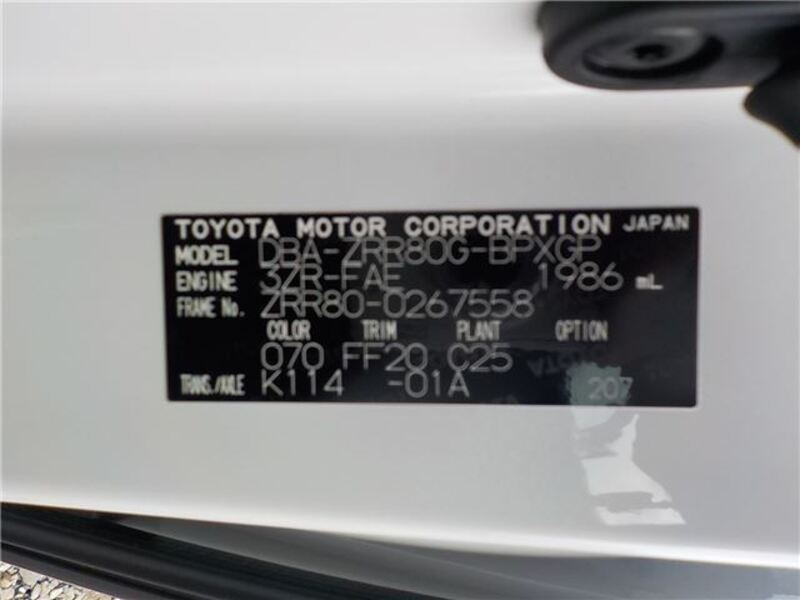 TOYOTA MOTOR CORPORATION JAPAN
MODEL DBA-ZRR80G-BPXGP
ENGINE 3ZR-FAE 1986 mL
FRAME No. ZRR80-0267558
COLOR TRIM PLANT OPTION
070 FF20 C25
TRANS./AXLE K114 -01A 207